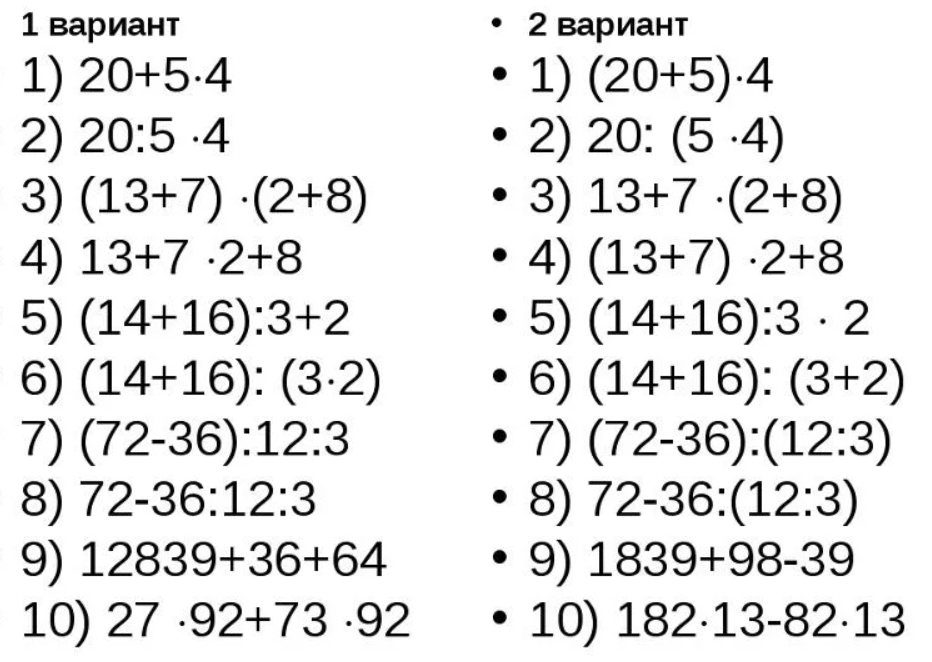 1 вариант
1) 20+5·4
2) 20:5 ·4
3) (13+7) ·(2+8)
4) 13+7 ·2+8
5) (14+16):3+2
6) (14+16): (3·2)
7) (72-36):12:3
8) 72-36:12:3
9) 12839+36+64
10) 27 ·92+73 ·92
• 2 вариант
• 1) (20+5)·4
• 2) 20: (5 ·4)
• 3) 13+7 ·(2+8)
• 4) (13+7) ·2+8
• 5) (14+16):3 · 2
• 6) (14+16): (3+2)
• 7) (72-36):(12:3)
• 8) 72-36:(12:3)
• 9) 1839+98-39
• 10) 182·13-82·13